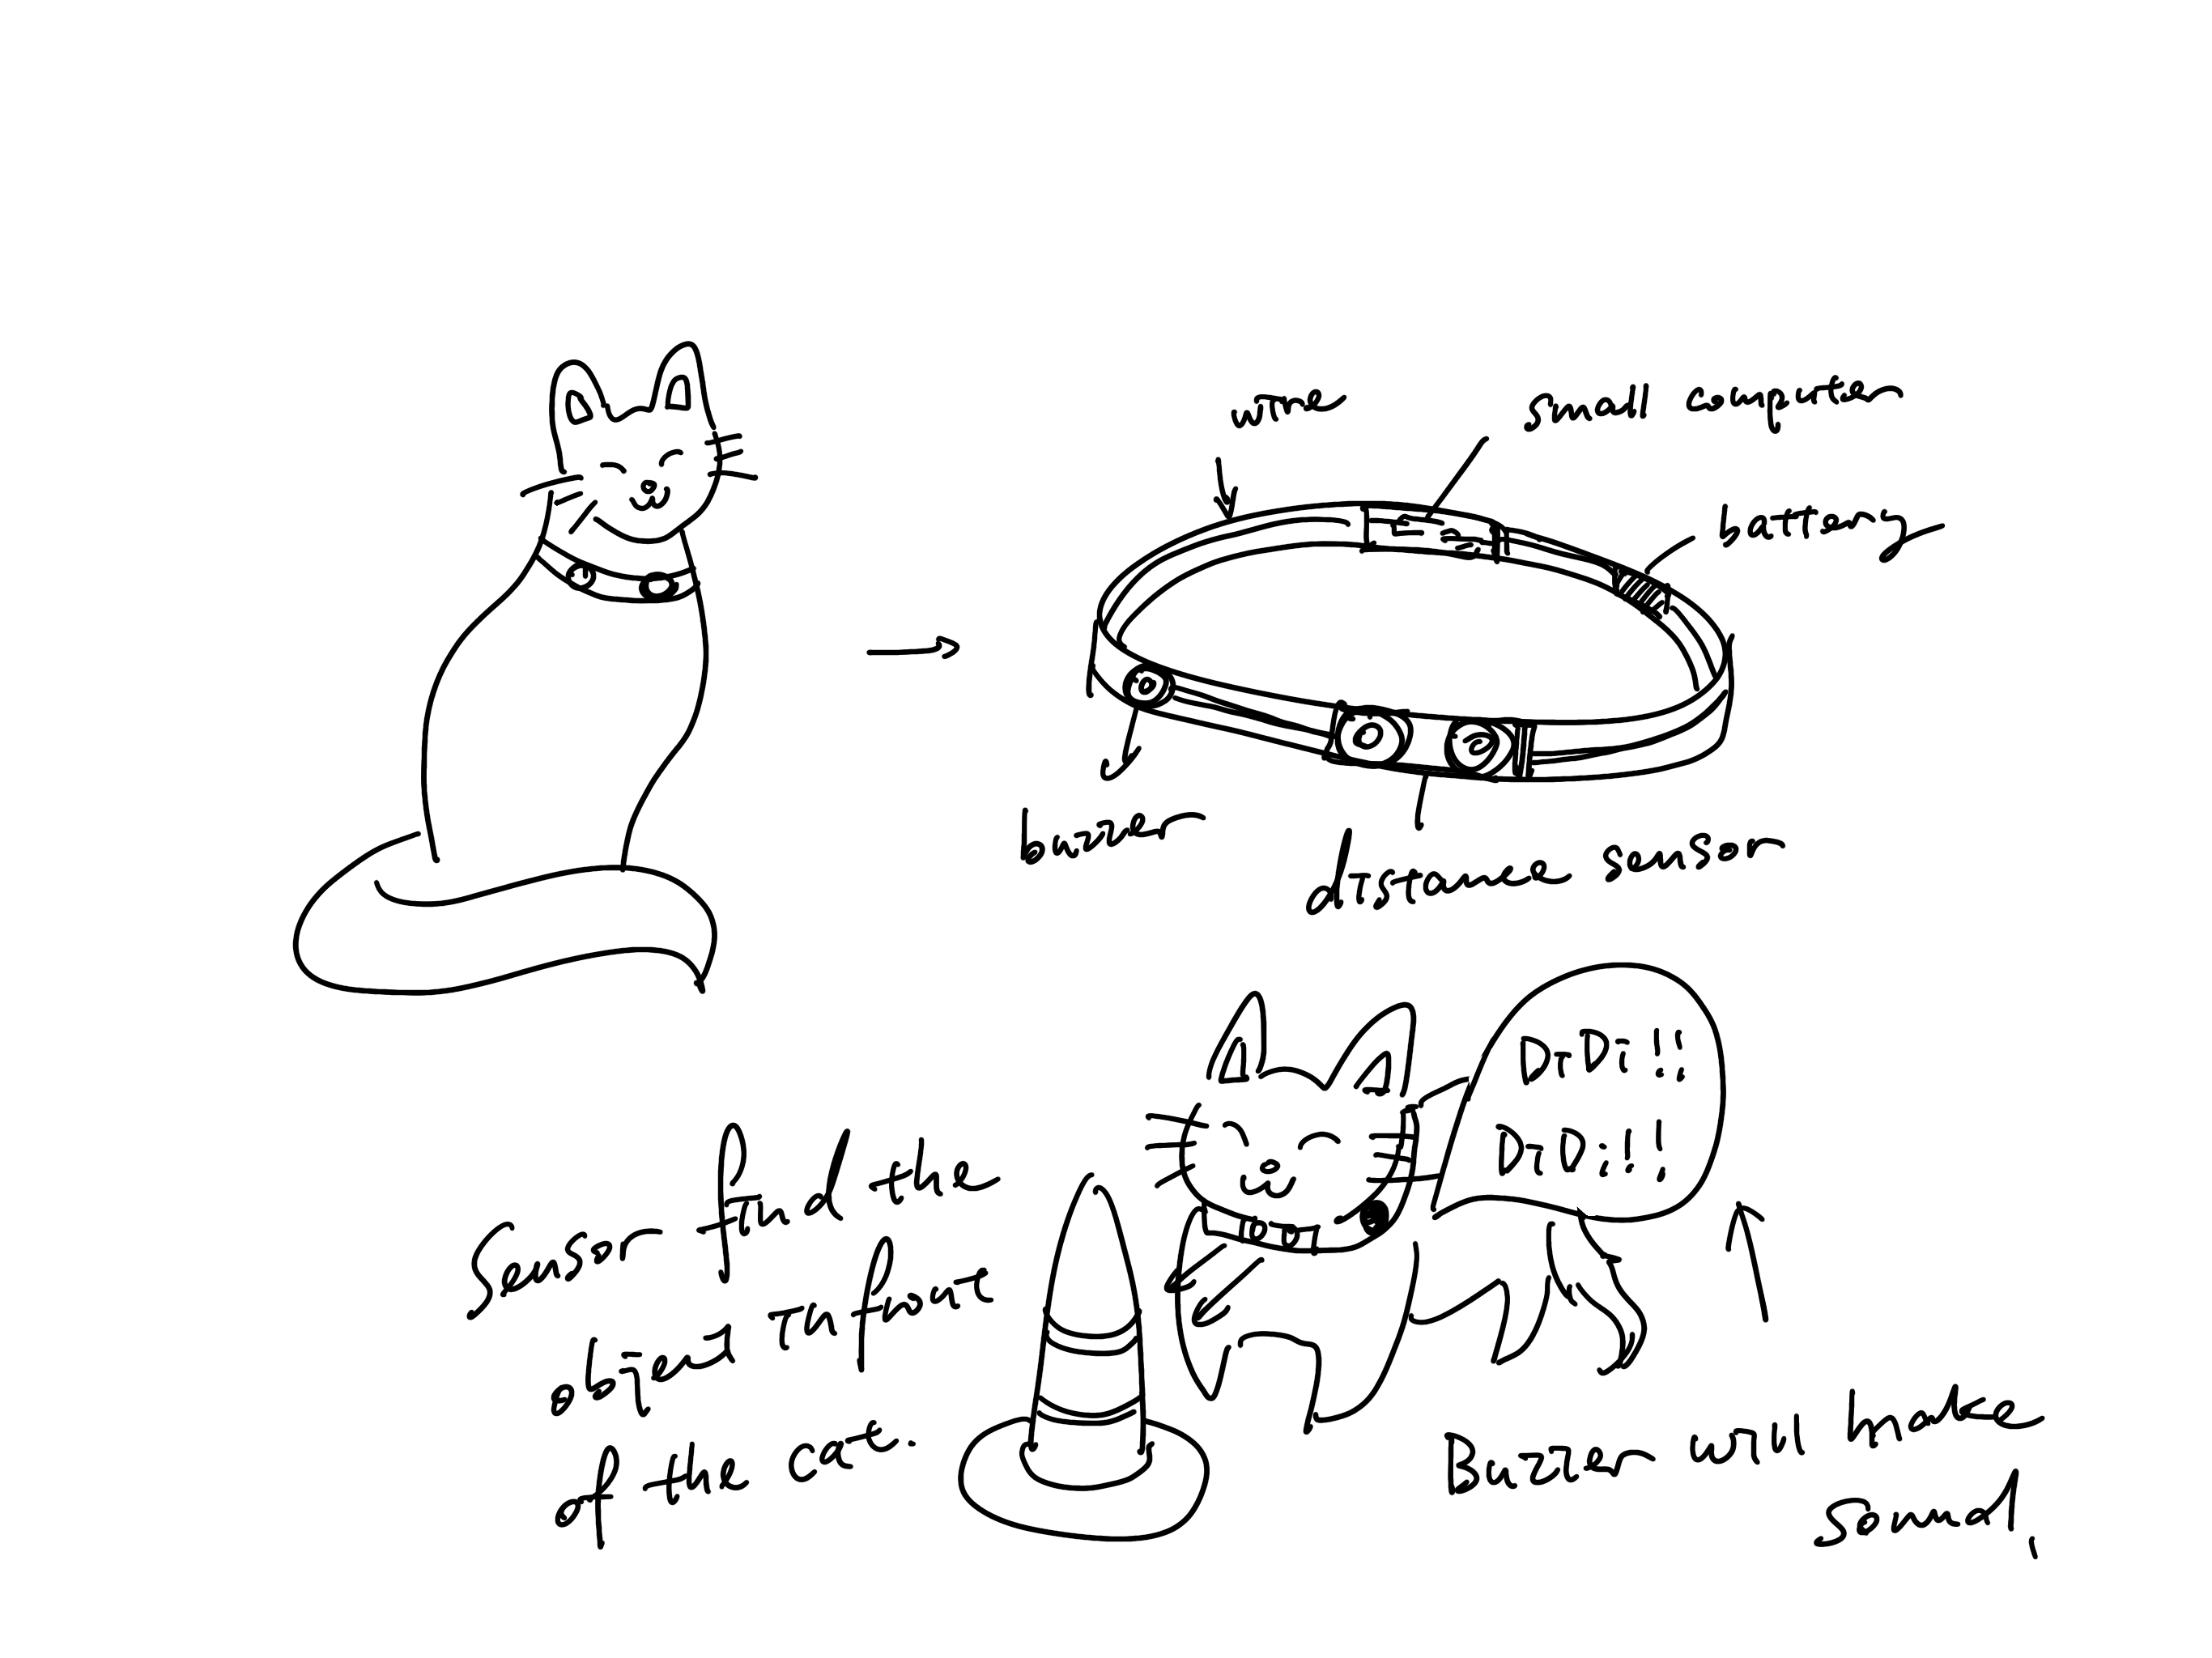 wire
small computer
battery
buzzer
distance sensor
DiDi!!
DiDi!!
Sensor find the
object in front
of the cat.
Buzzer will make
sound.